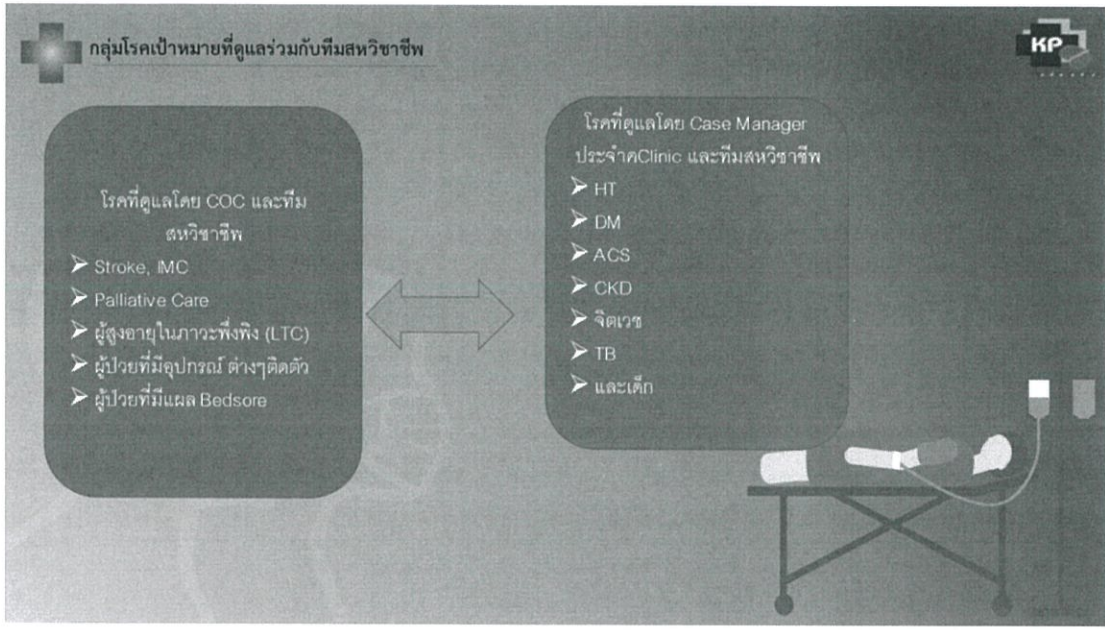 กลุ่มโรคเป้าหมายที่ดูแลร่วมกับทีมสหวิชาชีพ
KP
โรคที่ดูแลโดย COC และทีม
สหวิชาชีพ
➢ Stroke, IMC
➢ Palliative Care
➢ ผู้สูงอายุในภาวะพึ่งพิง (LTC)
➢ ผู้ป่วยที่มีอุปกรณ์ ต่างๆติดตัว
➢ ผู้ป่วยที่มีแผล Bedsore
โรคที่ดูแลโดย Case Manager
ประจำคClinic และทีมสหวิชาชีพ
➢ HT
➢ DM
➢ ACS
➢ CKD
➢ จิตเวช
➢ TB
➢ และเด็ก